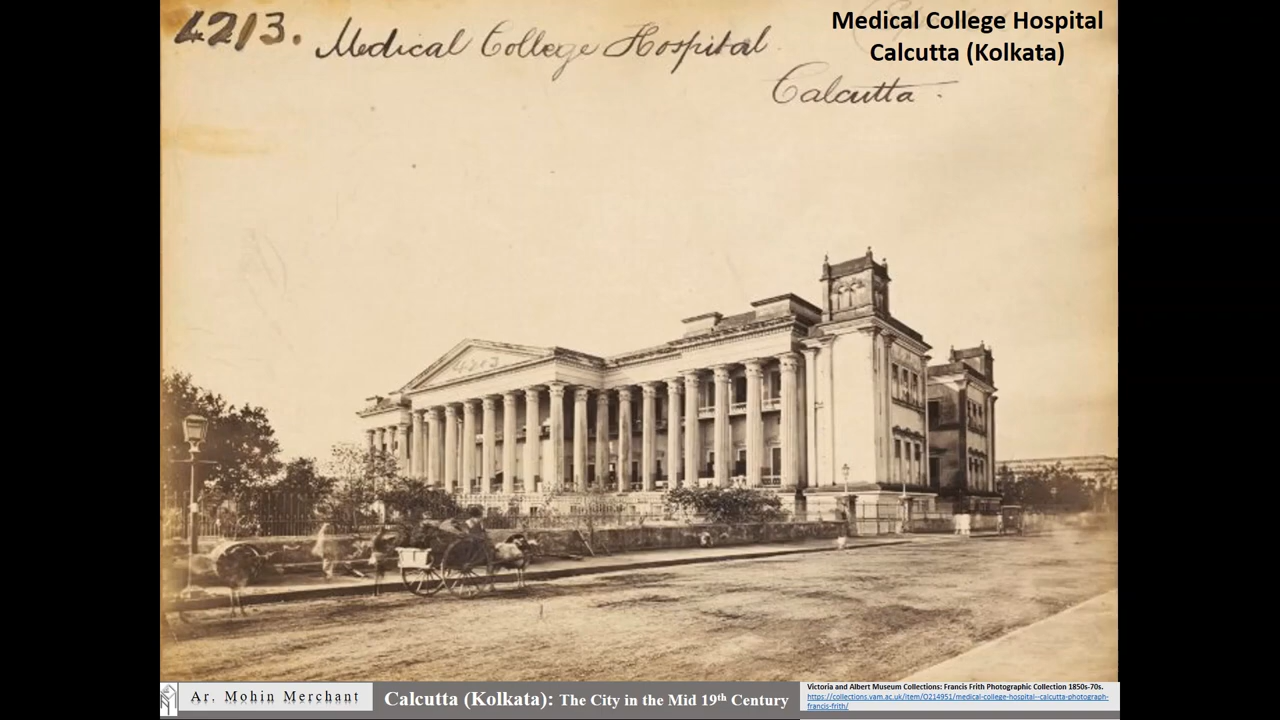 4213. Medical College Hospital
Calcutta.
Medical College Hospital
Calcutta (Kolkata)
4213
Ar. Mohin Merchant
Calcutta (Kolkata): The City in the Mid 19th Century
Victoria and Albert Museum Collections: Francis Frith Photographic Collection 1850s-70s.
https://collections.vam.ac.uk/item/O214951/medical-college-hospital--calcutta-photograph-
francis-frith/